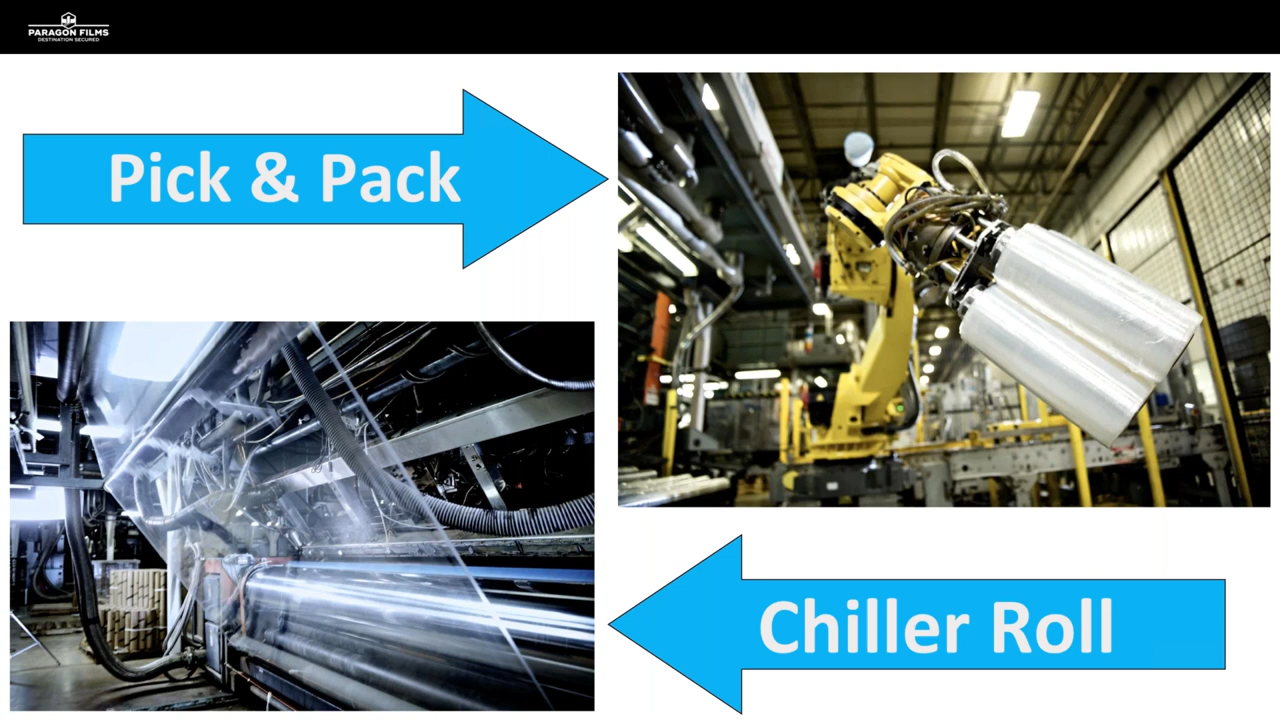 PARAGON FILMS
DESTINATION SECURED
Pick & Pack
Chiller Roll